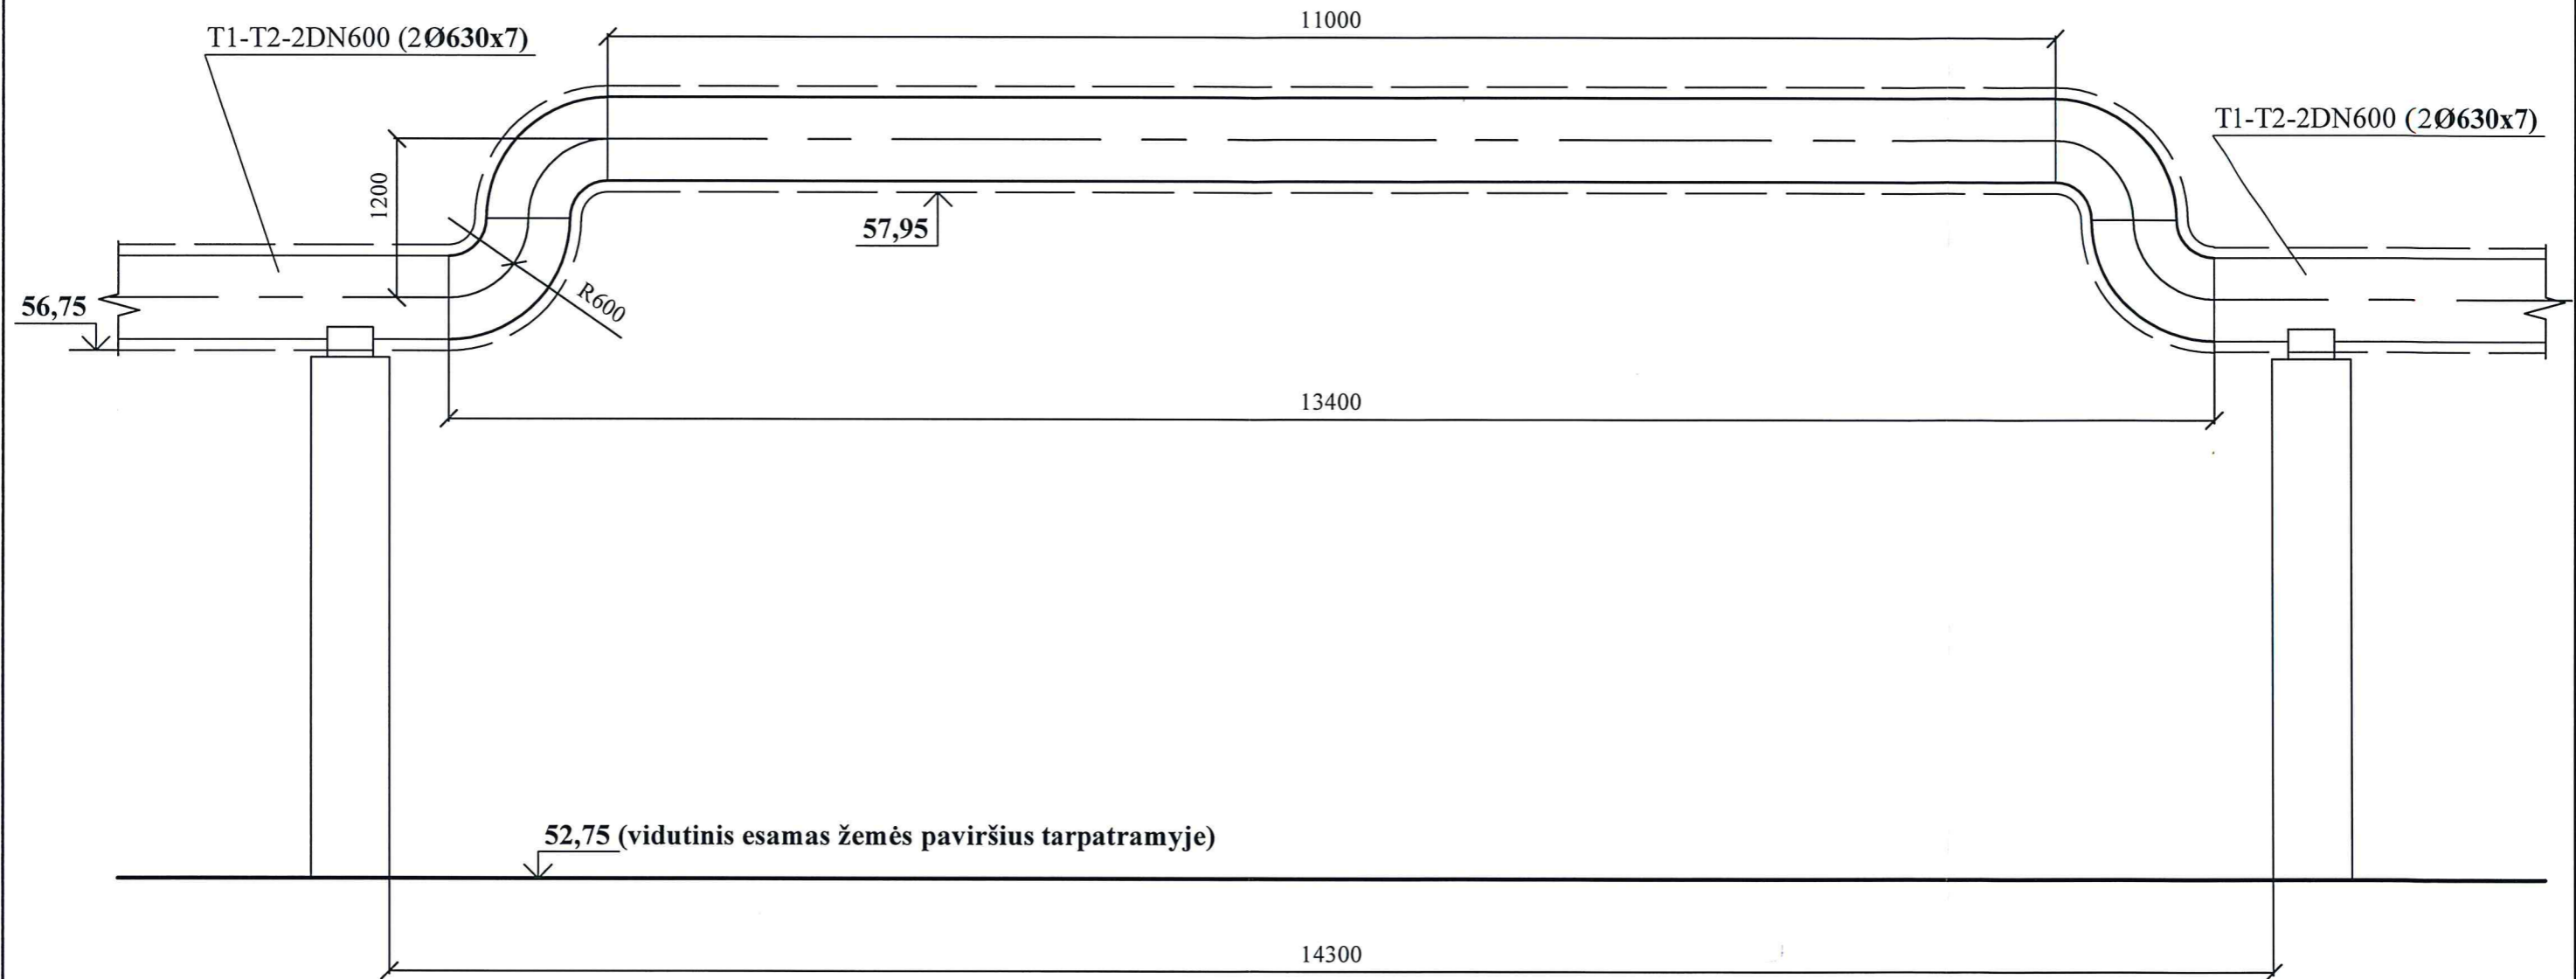 11000
T1-T2-2DN600 (2Ø630x7)
T1-T2-2DN600 (2Ø630x7)
1200
57,95
56,75
R600
13400
52,75 (vidutinis esamas žemės paviršius tarpatramyje)
14300